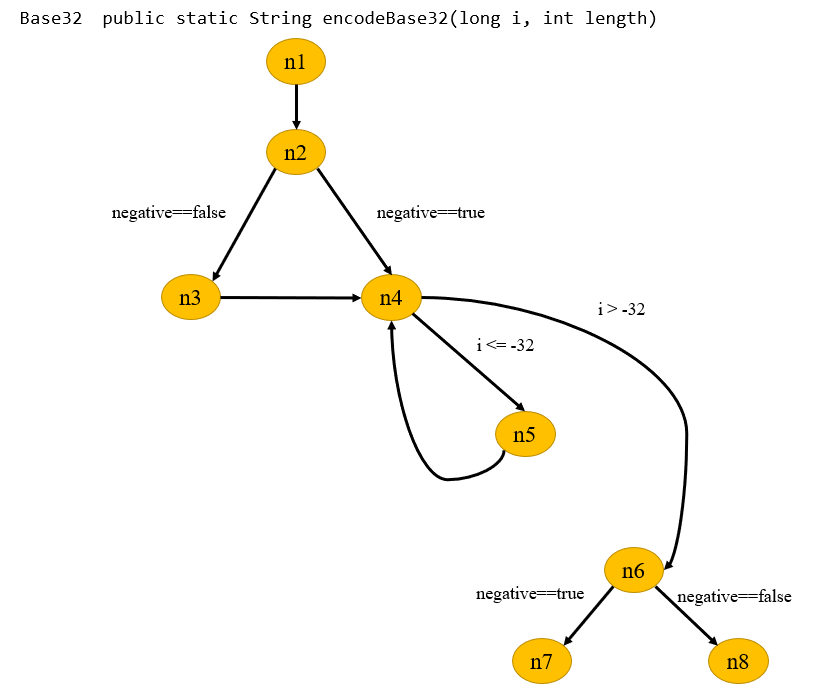 Base32  public static String encodeBase32(long i, int length)
n1
n2
negative==false
negative==true
n3
n4
i > -32
i <= -32
n5
n6
negative==true
negative==false
n7
n8